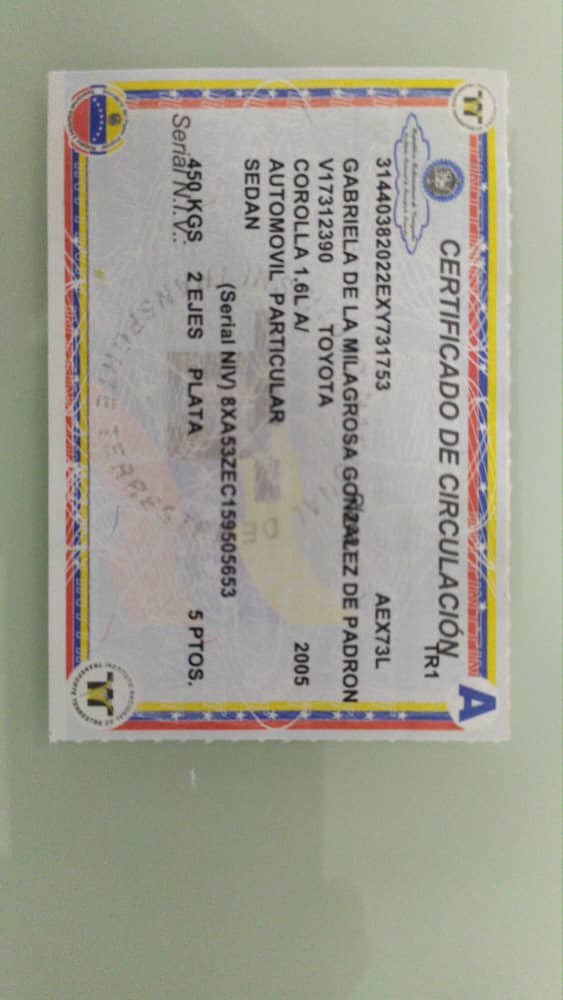 CERTIFICADO DE CIRCULACIÓN
TR1
A
31440382022EXY731753 AEX73L
GABRIELA DE LA MILAGROSA GONZALEZ DE PADRON
V17312390 TOYOTA
COROLLA 1,6L A/ 2005
AUTOMOVIL PARTICULAR
SEDAN
(Serial NIV) 8XA53ZEC159505653
450 KGS 2 EJES PLATA 5 PTOS.
Serial N.I.V.: